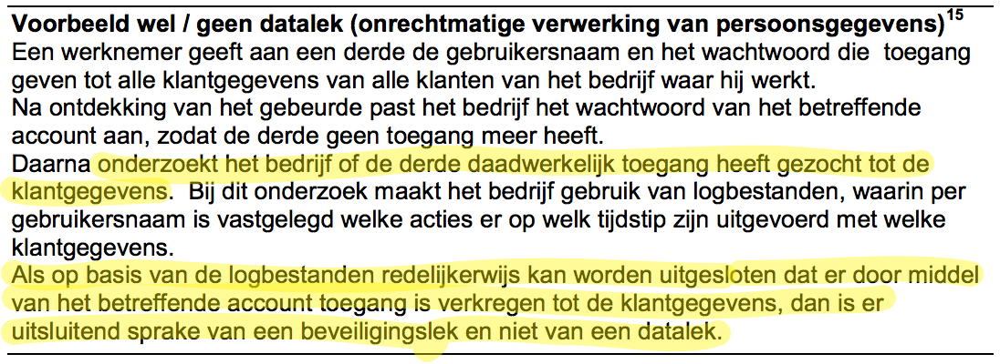 Voorbeeld wel / geen datalek (onrechtmatige verwerking van persoonsgegevens)15
Een werknemer geeft aan een derde de gebruikersnaam en het wachtwoord die  toegang
geven tot alle klantgegevens van alle klanten van het bedrijf waar hij werkt.
Na ontdekking van het gebeurde past het bedrijf het wachtwoord van het betreffende
account aan, zodat de derde geen toegang meer heeft.
Daarna onderzoekt het bedrijf of de derde daadwerkelijk toegang heeft gezocht tot de
klantgegevens.  Bij dit onderzoek maakt het bedrijf gebruik van logbestanden, waarin per
gebruikersnaam is vastgelegd welke acties er op welk tijdstip zijn uitgevoerd met welke
klantgegevens.
Als op basis van de logbestanden redelijkerwijs kan worden uitgesloten dat er door middel
van het betreffende account toegang is verkregen tot de klantgegevens, dan is er
uitsluitend sprake van een beveiligingslek en niet van een datalek.